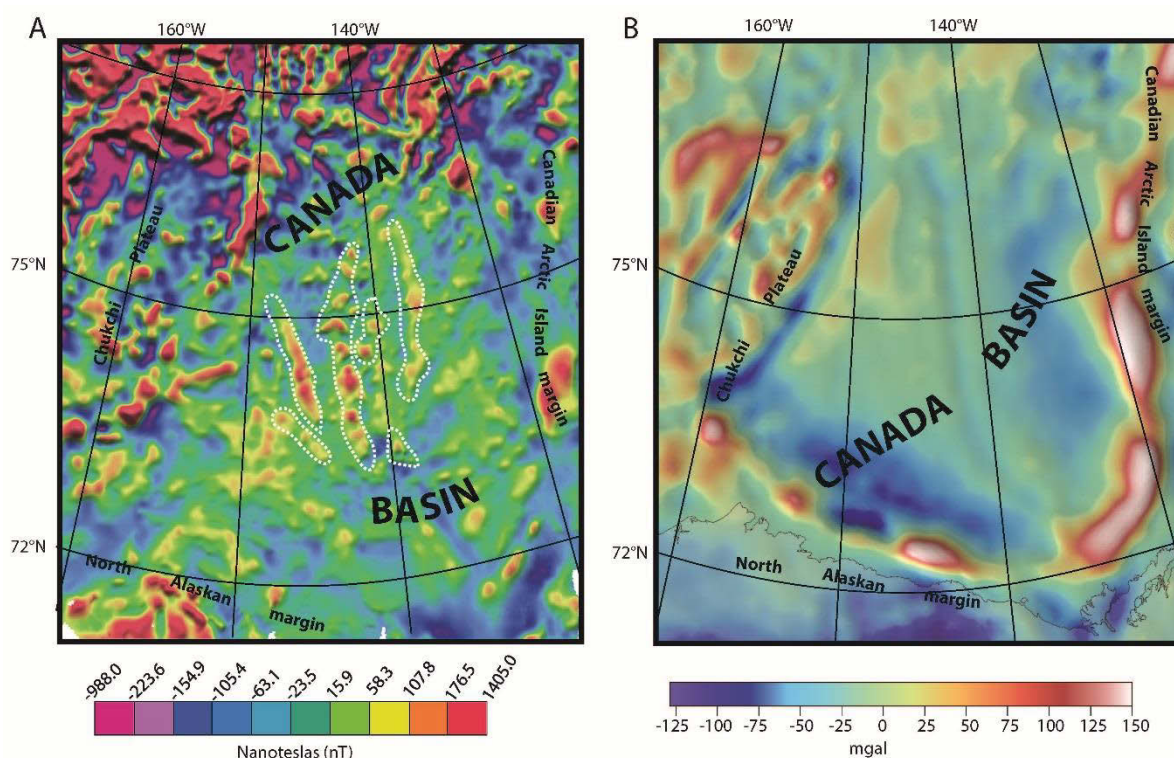 A
160°W
140°W
75°N
72°N
CANADA
BASIN
Chukchi
Plateau
Canadian
Arctic
Island
margin
North
Alaskan
margin
-988.0
-223.6
-154.9
-105.4
-63.1
-23.5
15.9
58.3
107.8
176.5
1405.0
Nanoteslas (nT)
B
160°W
140°W
75°N
72°N
CANADA
BASIN
Chukchi
Plateau
Canadian
Arctic
Island
margin
North
Alaskan
margin
-125 -100 -75 -50 -25 0 25 50 75 100 125 150
mgal